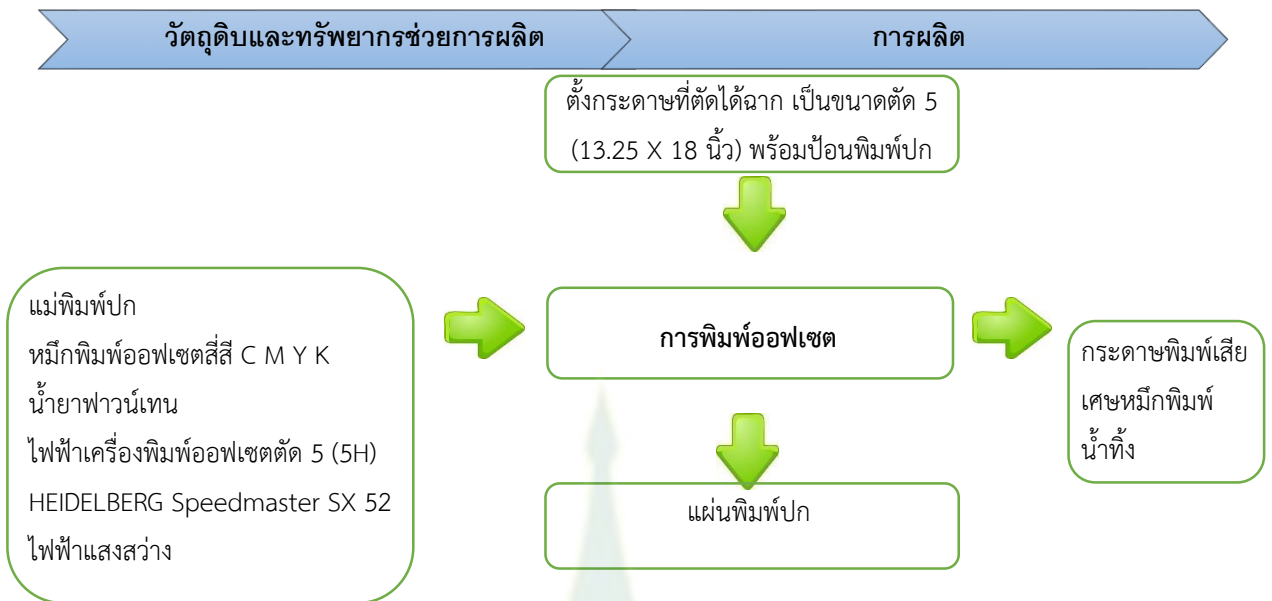 วัตถุดิบและทรัพยากรช่วยการผลิต
การผลิต
ตั้งกระดาษที่ตัดได้ฉาก เป็นขนาดตัด 5
(13.25 X 18 นิ้ว) พร้อมป้อนพิมพ์ปก
แม่พิมพ์ปก
หมึกพิมพ์ออฟเซตสี่สี C M Y K
น้ำยาฟาวน์เทน
ไฟฟ้าเครื่องพิมพ์ออฟเซตตัด 5 (5H)
HEIDELBERG Speedmaster SX 52
ไฟฟ้าแสงสว่าง
การพิมพ์ออฟเซต
กระดาษพิมพ์เสีย
เศษหมึกพิมพ์
น้ำทิ้ง
แผ่นพิมพ์ปก